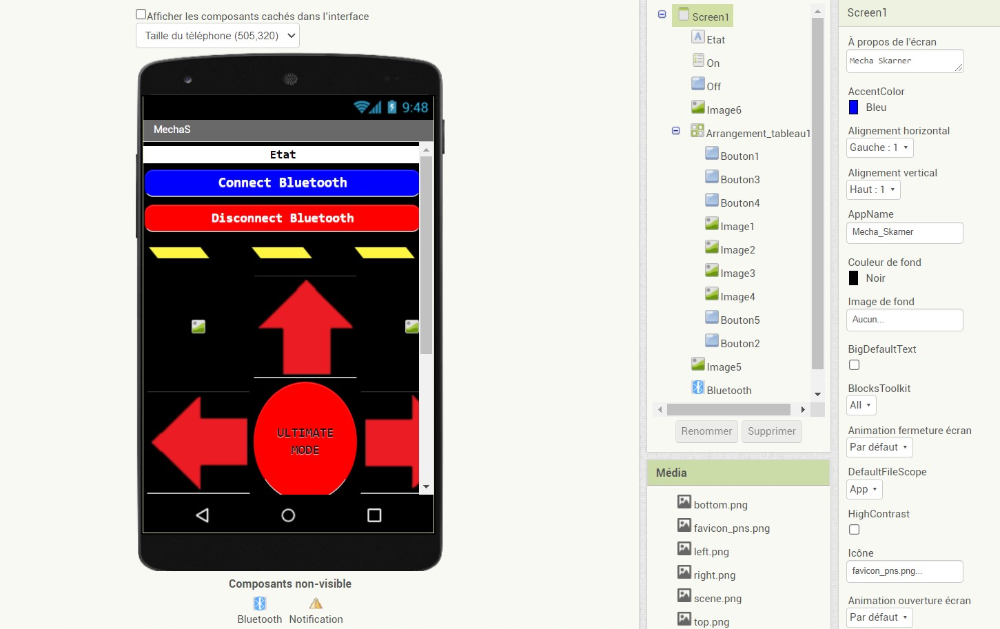 Afficher les composants cachés dans l'interface
Taille du téléphone (505,320)
9:48
MechaS
Etat
Connect Bluetooth
Disconnect Bluetooth
ULTIMATE
MODE
Composants non-visible
Bluetooth
Notification
Screen1
Etat
On
Off
Image6
Arrangement_tableau1
Bouton1
Bouton3
Bouton4
Image1
Image2
Image3
Image4
Bouton5
Bouton2
Image5
Bluetooth
Renommer
Supprimer
Média
bottom.png
favicon_pns.png
left.png
right.png
scene.png
top.png
Screen1
À propos de l'écran
Mecha Skarner
AccentColor
Bleu
Alignement horizontal
Gauche : 1
Alignement vertical
Haut : 1
AppName
Mecha_Skarner
Couleur de fond
Noir
Image de fond
Aucun...
BigDefaultText
BlocksToolkit
All
Animation fermeture écran
Par défaut
DefaultFileScope
App
HighContrast
Icône
favicon_pns.png...
Animation ouverture écran
Par défaut